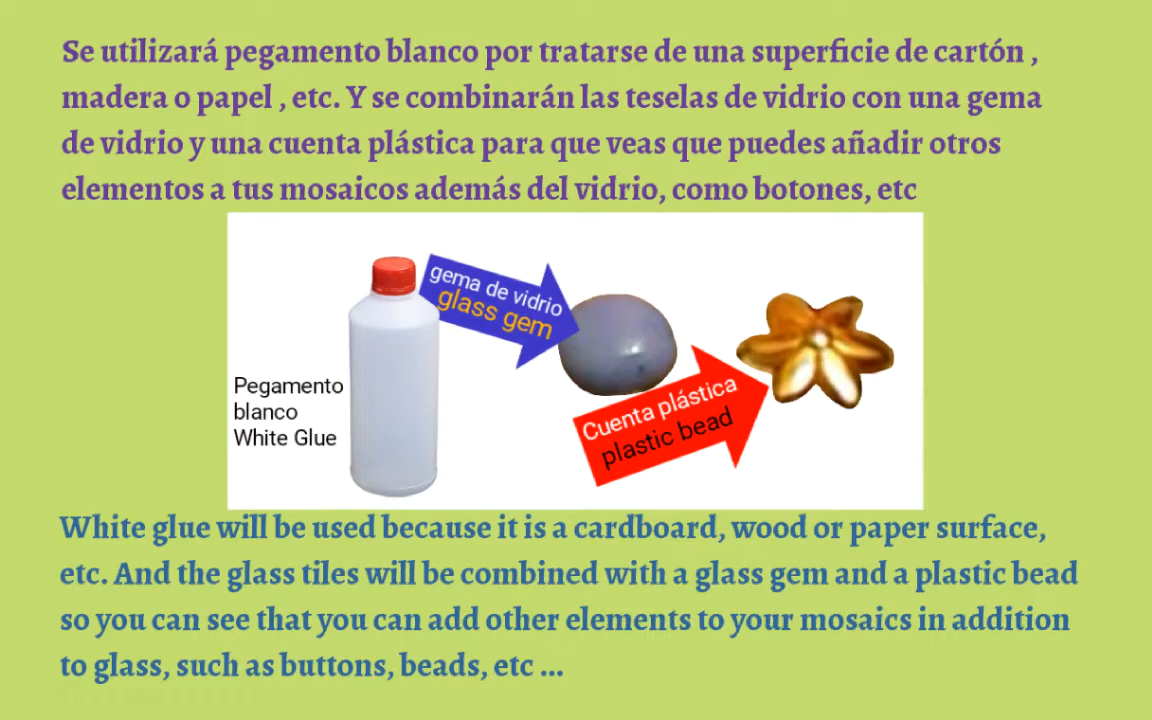 Se utilizará pegamento blanco por tratarse de una superficie de cartón ,
madera o papel , etc. Y se combinarán las teselas de vidrio con una gema
de vidrio y una cuenta plástica para que veas que puedes añadir otros
elementos a tus mosaicos además del vidrio, como botones, etc
gema de vidrio
glass gem
Pegamento
blanco
White Glue
Cuenta plástica
plastic bead
White glue will be used because it is a cardboard, wood or paper surface,
etc. And the glass tiles will be combined with a glass gem and a plastic bead
so you can see that you can add other elements to your mosaics in addition
to glass, such as buttons, beads, etc ...